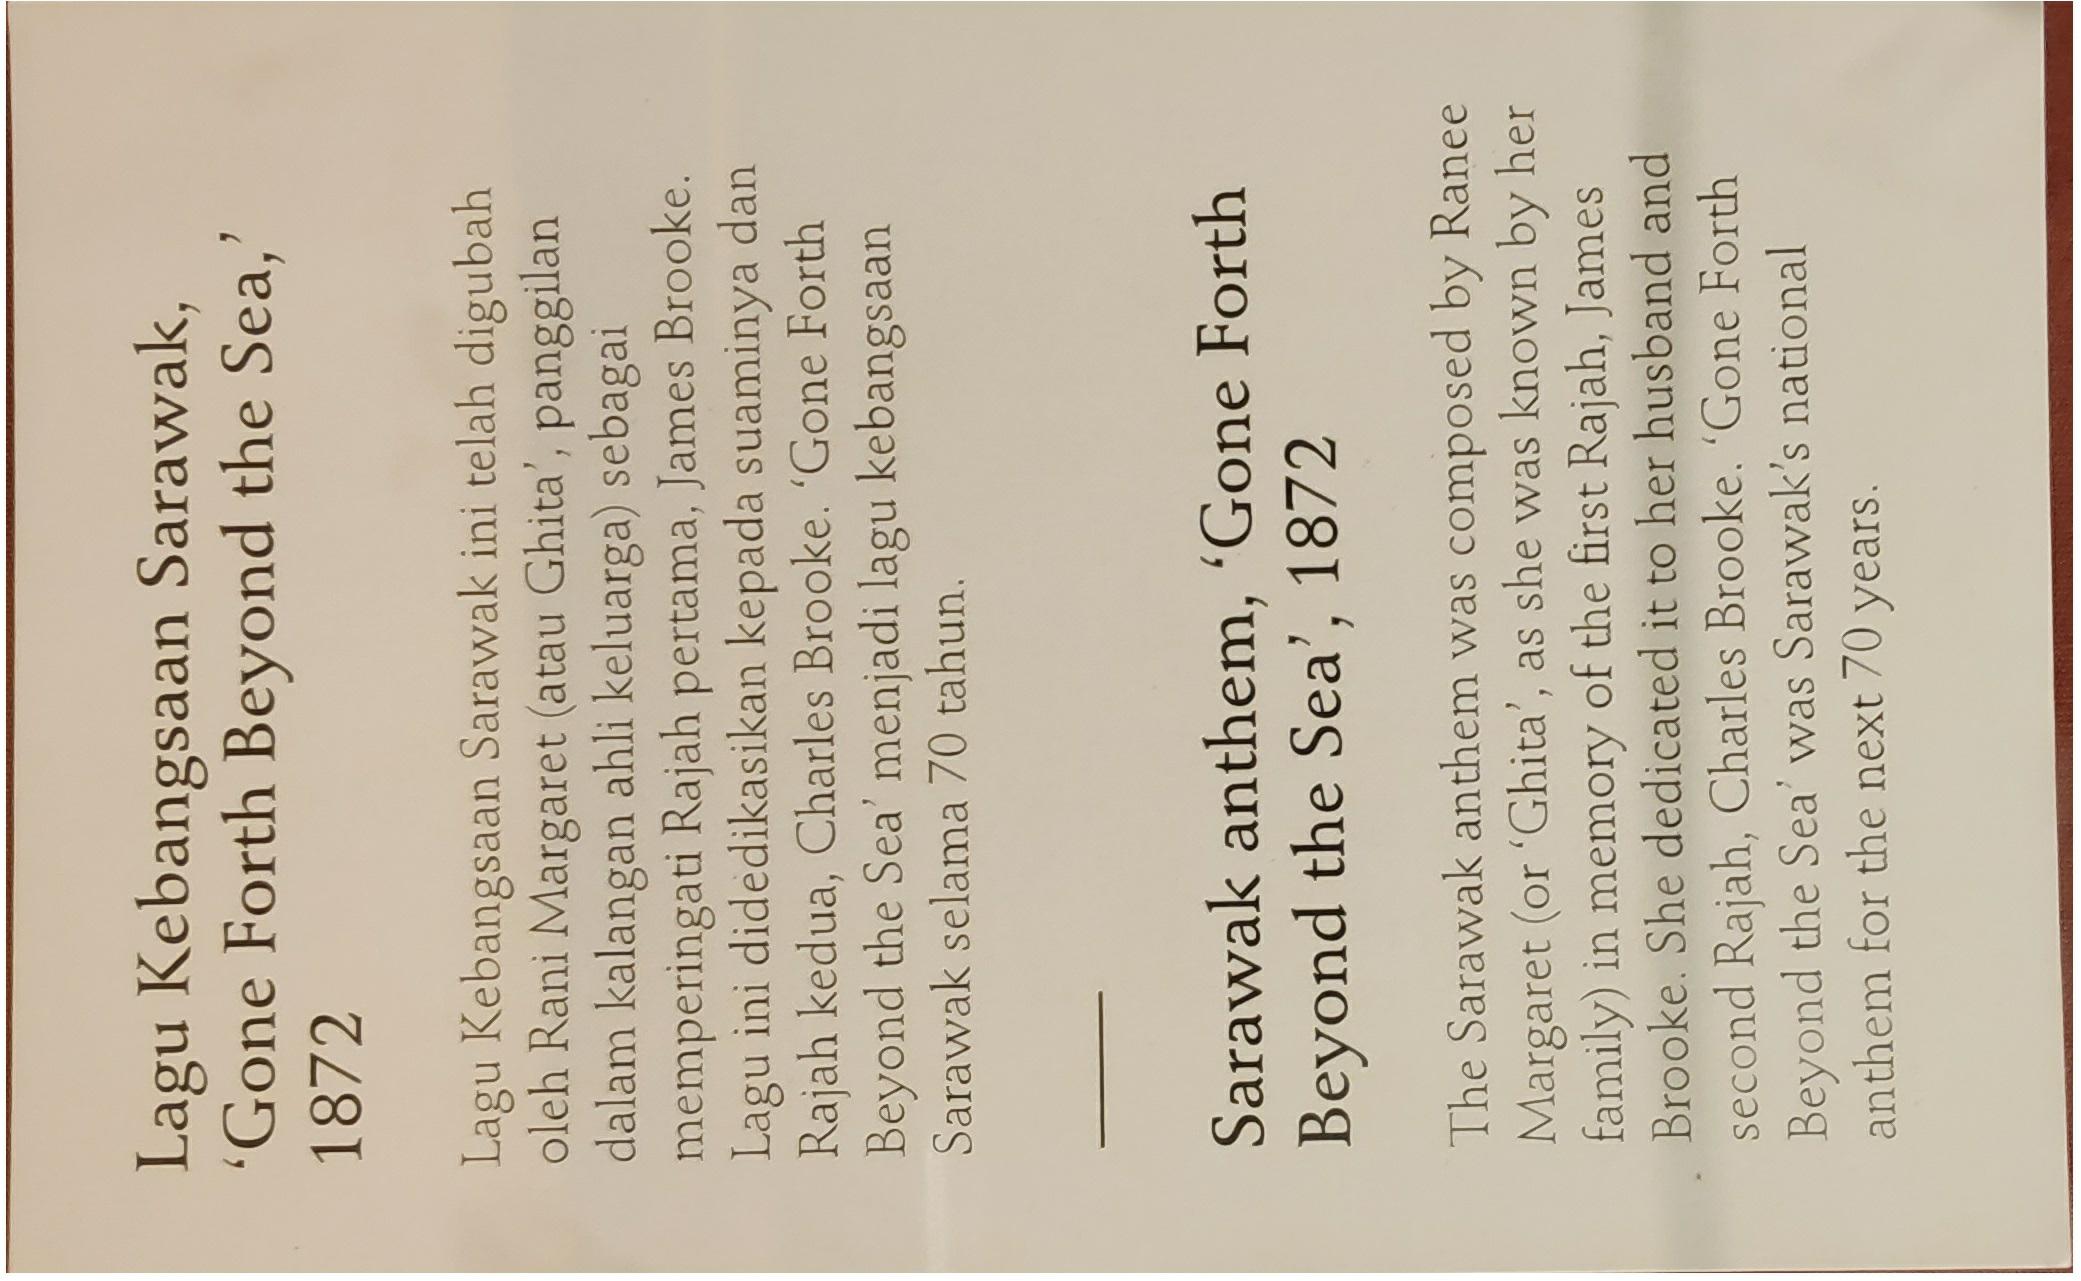 Lagu Kebangsaan Sarawak,
‘Gone Forth Beyond the Sea,’
1872
Lagu Kebangsaan Sarawak ini telah digubah
oleh Rani Margaret (atau Ghita’, panggilan
dalam kalangan ahli keluarga) sebagai
memperingati Rajah pertama, James Brooke.
Lagu ini didedikasikan kepada suaminya dan
Rajah kedua, Charles Brooke. ‘Gone Forth
Beyond the Sea’ menjadi lagu kebangsaan
Sarawak selama 70 tahun.
Sarawak anthem, ‘Gone Forth
Beyond the Sea’, 1872
The Sarawak anthem was composed by Ranee
Margaret (or ‘Ghita’, as she was known by her
family) in memory of the first Rajah, James
Brooke. She dedicated it to her husband and
second Rajah, Charles Brooke. ‘Gone Forth
Beyond the Sea’ was Sarawak’s national
anthem for the next 70 years.